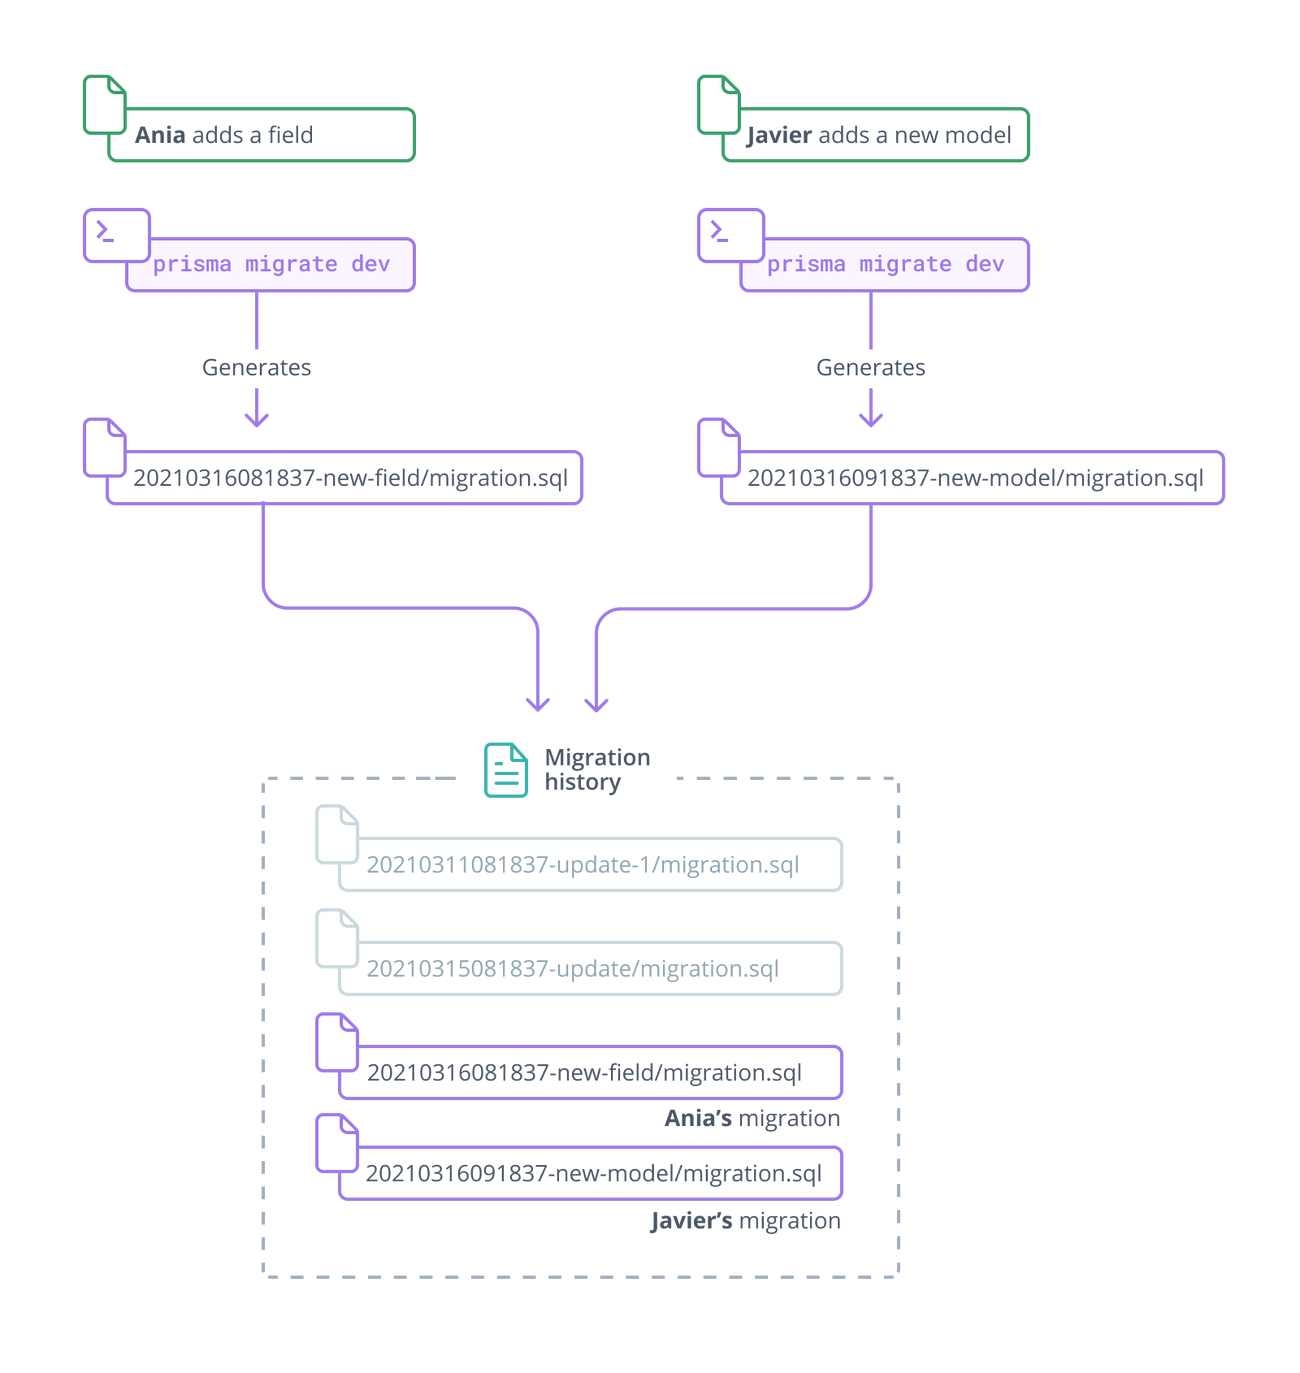 Ania adds a field
Javier adds a new model
prisma migrate dev
prisma migrate dev
Generates
Generates
20210316081837-new-field/migration.sql
20210316091837-new-model/migration.sql
Migration
history
20210311081837-update-1/migration.sql
20210315081837-update/migration.sql
20210316081837-new-field/migration.sql
Ania’s migration
20210316091837-new-model/migration.sql
Javier’s migration